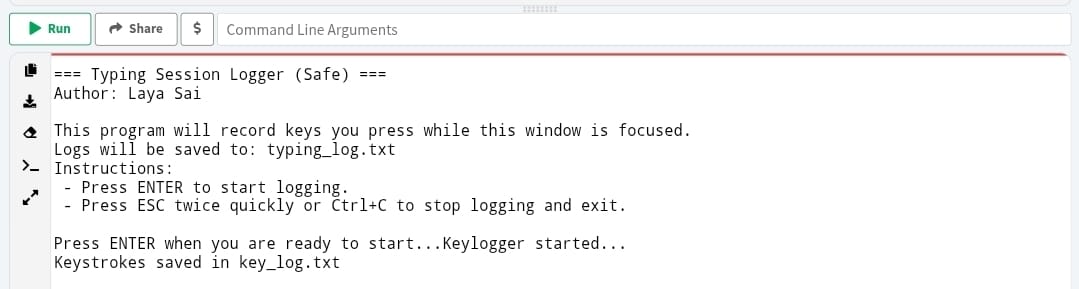 Run Share $ Command Line Arguments
=== Typing Session Logger (Safe) ===
Author: Laya Sai
This program will record keys you press while this window is focused.
Logs will be saved to: typing_log.txt
Instructions:
- Press ENTER to start logging.
- Press ESC twice quickly or Ctrl+C to stop logging and exit.
Press ENTER when you are ready to start...Keylogger started...
Keystrokes saved in key_log.txt